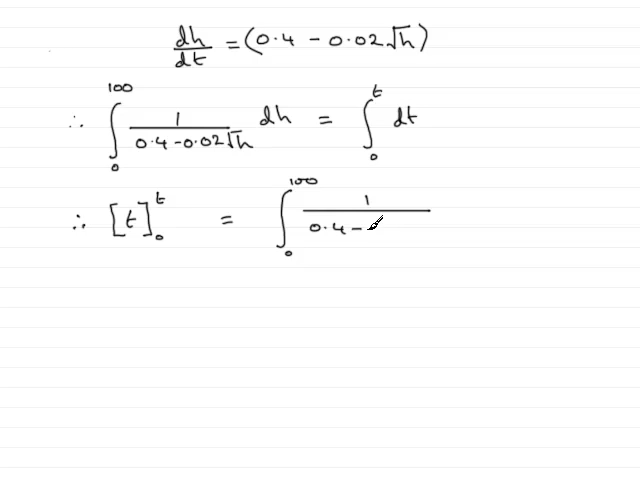 dh/dt = (0.4 - 0.02√h)
∴ ∫₀¹⁰⁰ 1/(0.4 - 0.02√h) dh = ∫₀ᵗ dt
∴ [t]₀ᵗ = ∫₀¹⁰⁰ 1/(0.4 -